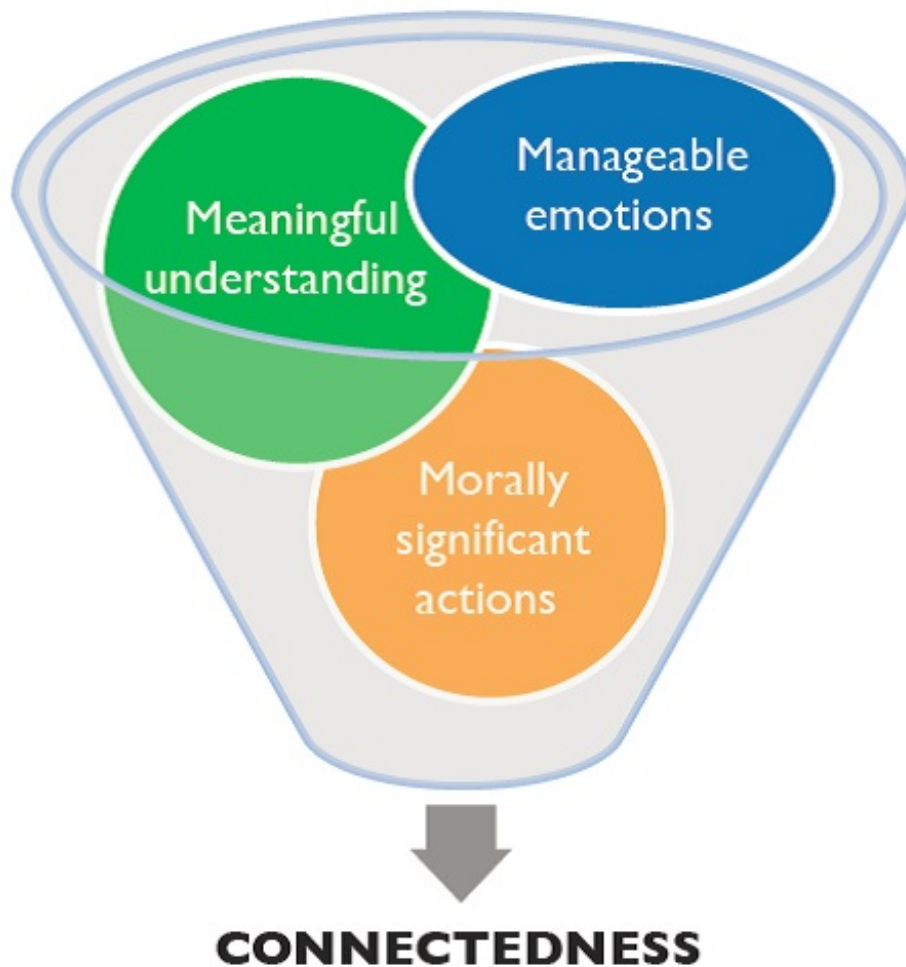 Manageable
emotions
Meaningful
understanding
Morally
significant
actions
CONNECTEDNESS